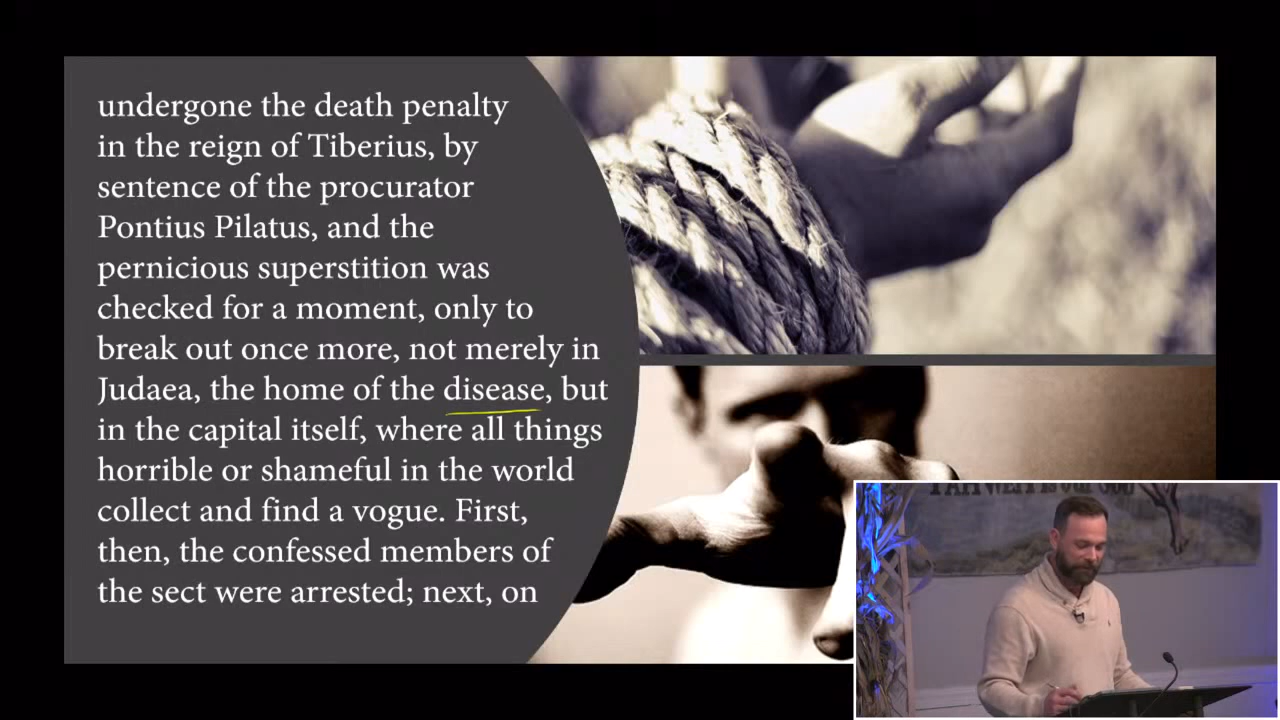 undergone the death penalty
in the reign of Tiberius, by
sentence of the procurator
Pontius Pilatus, and the
pernicious superstition was
checked for a moment, only to
break out once more, not merely in
Judaea, the home of the disease, but
in the capital itself, where all things
horrible or shameful in the world
collect and find a vogue. First,
then, the confessed members of
the sect were arrested; next, on